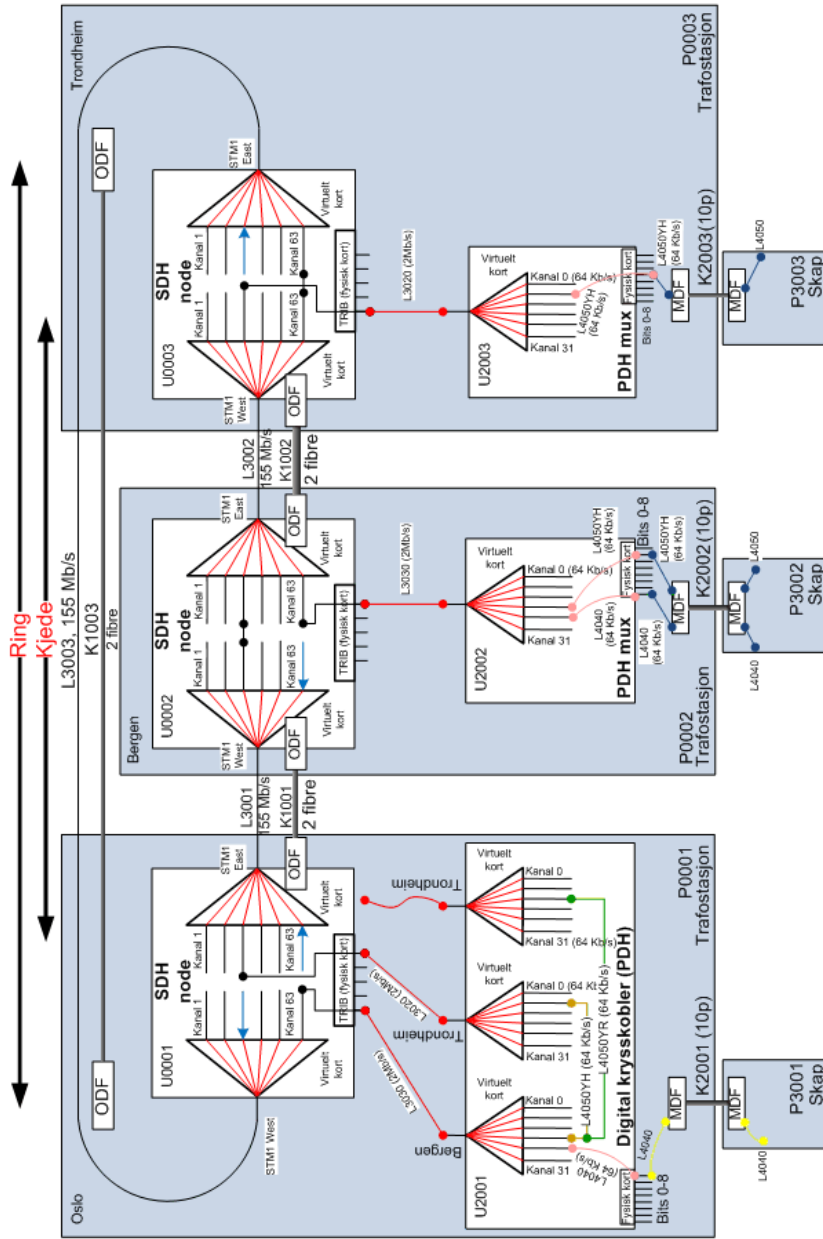 Ring
Kjede
L3003, 155 Mb/s
K1003
2 fibre
Oslo
ODF
STM1 West
U0001
SDH
node
Kanal 1
Kanal 1
Kanal 63
Kanal 63
Virtuelt
kort
Virtuelt
kort
TRIB (fysisk kort)
STM1
East
ODF
L3001
155 Mb/s
K1001
2 fibre
L3030 (2Mb/s)
L3020 (2Mb/s)
Bergen
Trondheim
Trondheim
U2001
Virtuelt
kort
Kanal 0
Kanal 31
Virtuelt
kort
Kanal 0 (64 Kb/s)
Kanal 31
Virtuelt
kort
Kanal 0
Kanal 31 (64 Kb/s)
L4050YH (64 Kb/s)
L4050YR (64 Kb/s)
L4040
(64 Kb/s)
Digital krysskobler (PDH)
Fysisk kort
Bits 0-8
L4040
MDF
K2001 (10p)
P0001
Trafostasjon
MDF
L4040
P3001
Skap
Bergen
STM1
West
ODF
U0002
SDH
node
Kanal 1
Kanal 1
Kanal 63
Kanal 63
Virtuelt
kort
Virtuelt
kort
TRIB (fysisk kort)
STM1
East
ODF
L3002
155 Mb/s
K1002
2 fibre
L3030 (2Mb/s)
U2002
Virtuelt
kort
Kanal 0 (64 Kb/s)
Kanal 31
L4050YH
(64 Kb/s)
L4040
(64 Kb/s)
PDH mux
Fysisk kort
Bits 0-8
L4040
(64 Kb/s)
L4050YH
(64 Kb/s)
MDF
K2002 (10p)
P0002
Trafostasjon
MDF
L4040
L4050
P3002
Skap
Trondheim
ODF
STM1
West
ODF
U0003
SDH
node
Kanal 1
Kanal 1
Kanal 63
Kanal 63
Virtuelt
kort
Virtuelt
kort
TRIB (fysisk kort)
STM1
East
L3020 (2Mb/s)
U2003
Virtuelt
kort
Kanal 0 (64 Kb/s)
Kanal 31
L4050YH
(64 Kb/s)
PDH mux
Fysisk kort
Bits 0-8
L4050YH
(64 Kb/s)
MDF
K2003 (10p)
P0003
Trafostasjon
MDF
L4050
P3003
Skap